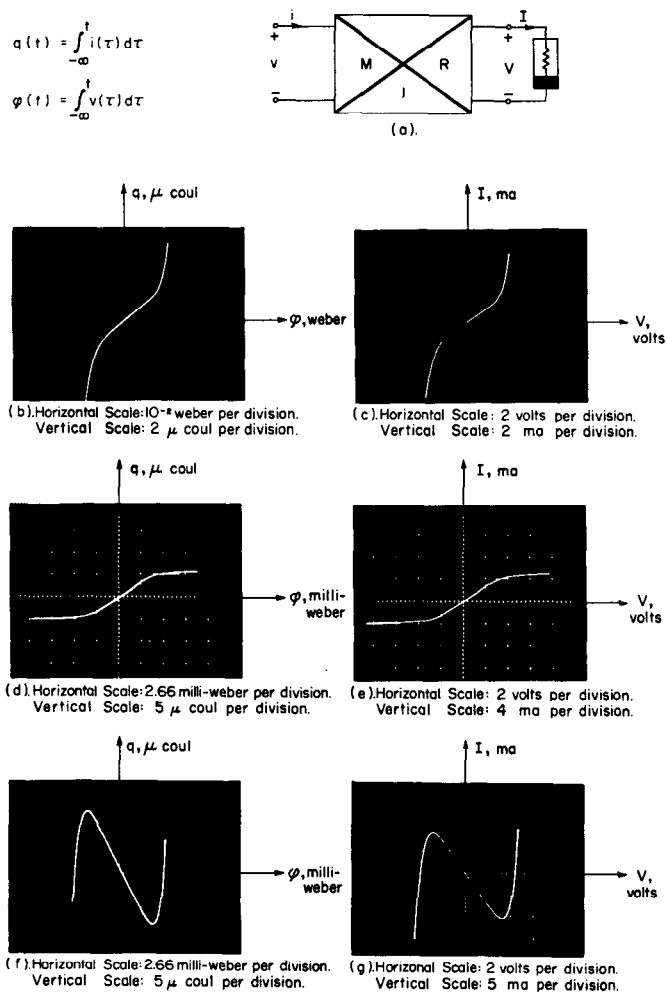 q(t) = ∫_{-∞}^{t} i(τ)dτ
φ(t) = ∫_{-∞}^{t} v(τ)dτ
i
I
+
+
v
M
R
V
I
−
−
(a).
q, μ coul
I, ma
φ, weber
V,
volts
(b).Horizontal Scale:10⁻² weber per division.
Vertical Scale: 2 μ coul per division.
(c).Horizontal Scale: 2 volts per division.
Vertical Scale: 2 ma per division.
q, μ coul
I, ma
φ, milli-
weber
V,
volts
(d).Horizontal Scale:2.66 milli-weber per division.
Vertical Scale: 5 μ coul per division.
(e).Horizontal Scale: 2 volts per division.
Vertical Scale: 4 ma per division.
q, μ coul
I, ma
φ, milli-
weber
V,
volts
(f).Horizontal Scale:2.66 milli-weber per division.
Vertical Scale: 5 μ coul per division.
(g).Horizonal Scale: 2 volts per division.
Vertical Scale: 5 ma per division.